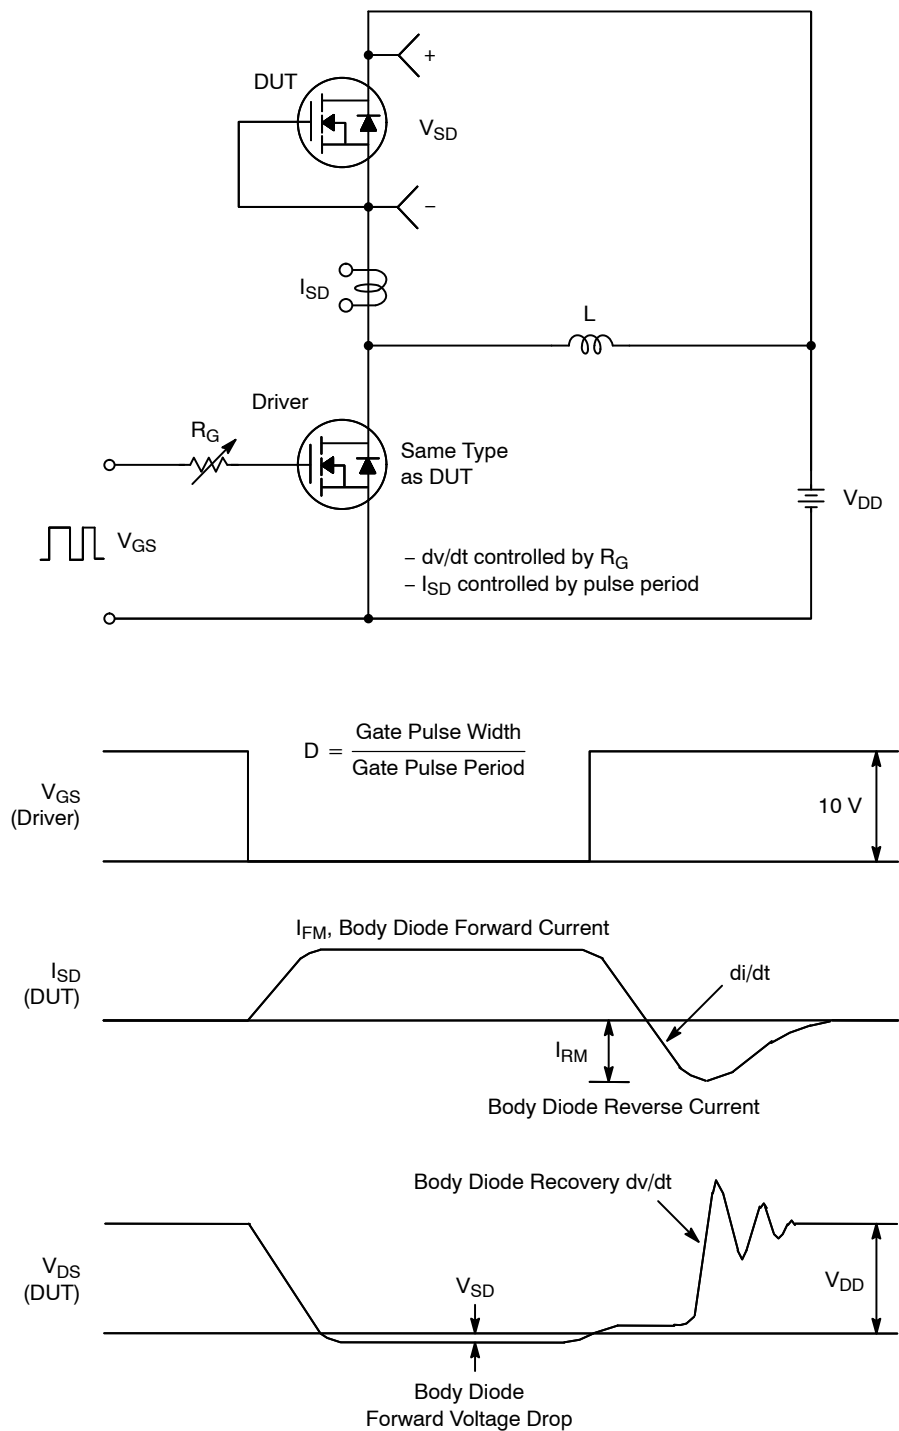 +
DUT
V_SD
−
I_SD
L
Driver
R_G
Same Type
as DUT
V_DD
V_GS
− dv/dt controlled by R_G
− I_SD controlled by pulse period
D = Gate Pulse Width
Gate Pulse Period
V_GS
(Driver)
10 V
I_FM, Body Diode Forward Current
I_SD
(DUT)
di/dt
I_RM
Body Diode Reverse Current
Body Diode Recovery dv/dt
V_DS
(DUT)
V_SD
V_DD
Body Diode
Forward Voltage Drop